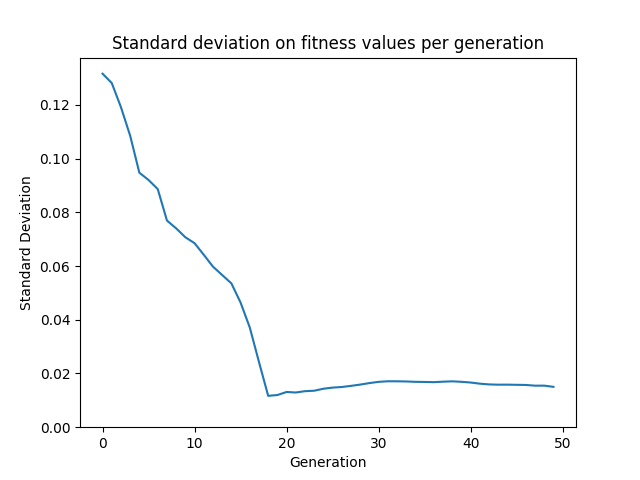 Standard deviation on fitness values per generation
0.12
0.10
0.08
0.06
0.04
0.02
0.00
Standard Deviation
0 10 20 30 40 50
Generation